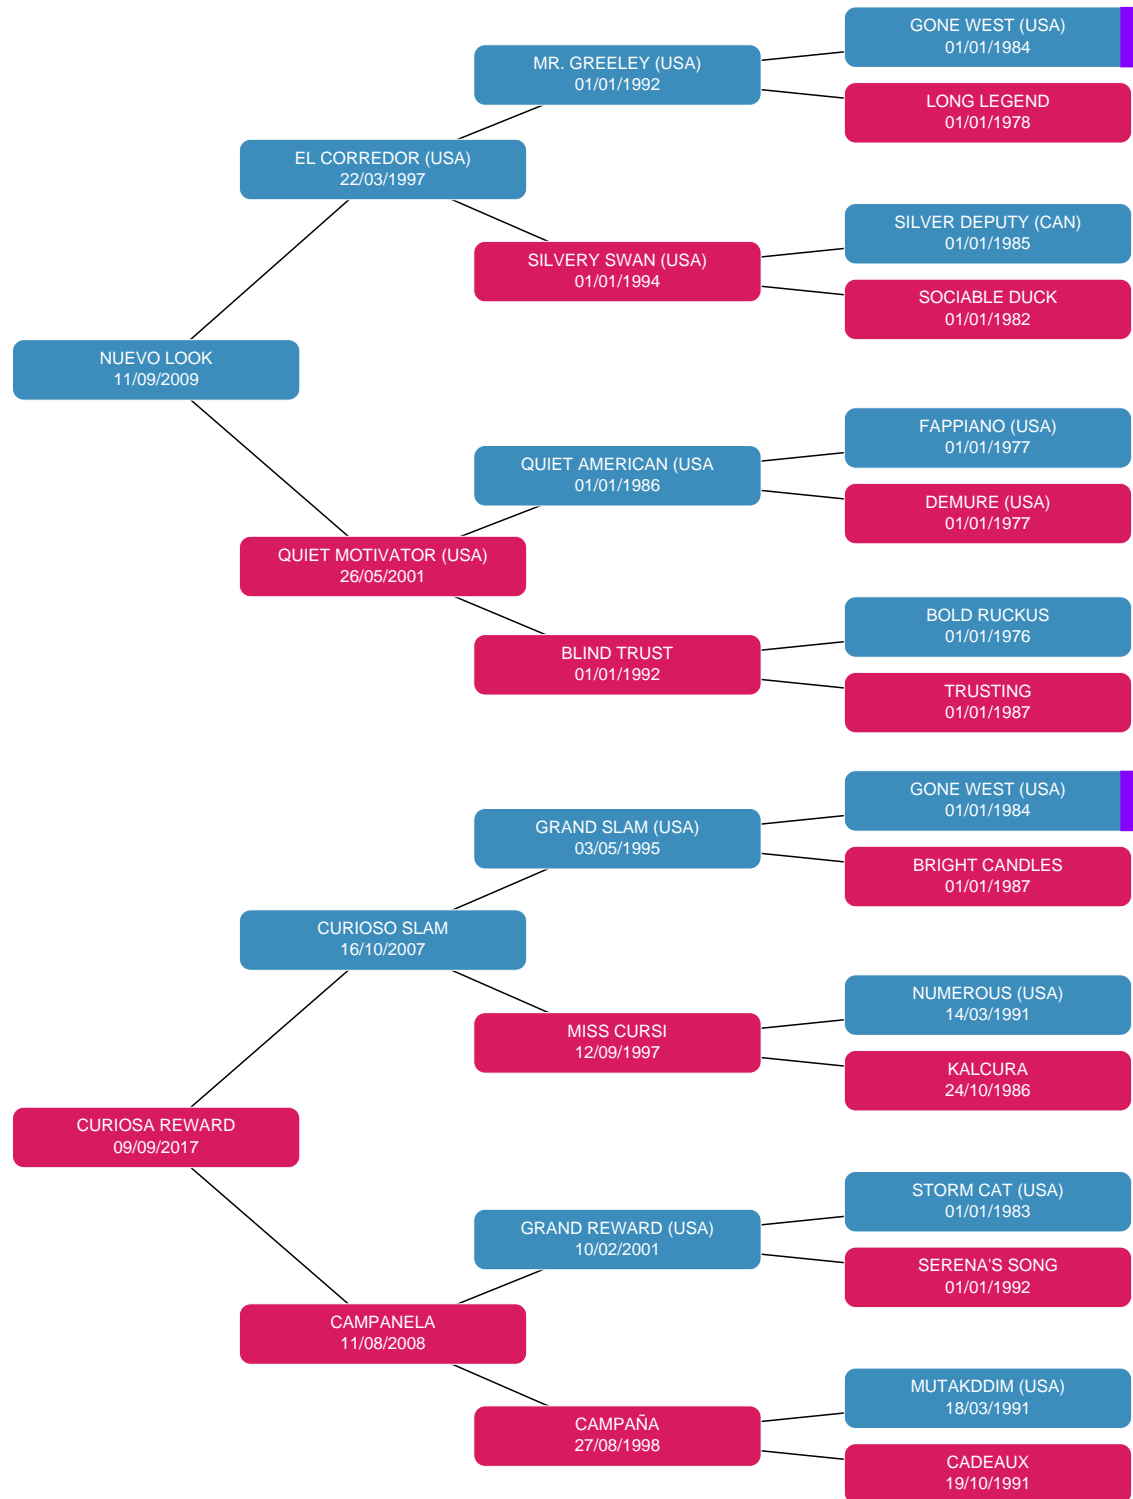 GONE WEST (USA)
01/01/1984
MR. GREELEY (USA)
01/01/1992
LONG LEGEND
01/01/1978
EL CORREDOR (USA)
22/03/1997
SILVER DEPUTY (CAN)
01/01/1985
SILVERY SWAN (USA)
01/01/1994
SOCIABLE DUCK
01/01/1982
NUEVO LOOK
11/09/2009
FAPPIANO (USA)
01/01/1977
QUIET AMERICAN (USA
01/01/1986
DEMURE (USA)
01/01/1977
QUIET MOTIVATOR (USA)
26/05/2001
BOLD RUCKUS
01/01/1976
BLIND TRUST
01/01/1992
TRUSTING
01/01/1987
GONE WEST (USA)
01/01/1984
GRAND SLAM (USA)
03/05/1995
BRIGHT CANDLES
01/01/1987
CURIOSO SLAM
16/10/2007
NUMEROUS (USA)
14/03/1991
MISS CURSI
12/09/1997
KALCURA
24/10/1986
CURIOSA REWARD
09/09/2017
STORM CAT (USA)
01/01/1983
GRAND REWARD (USA)
10/02/2001
SERENA'S SONG
01/01/1992
CAMPANELA
11/08/2008
MUTAKDDIM (USA)
18/03/1991
CAMPAÑA
27/08/1998
CADEAUX
19/10/1991